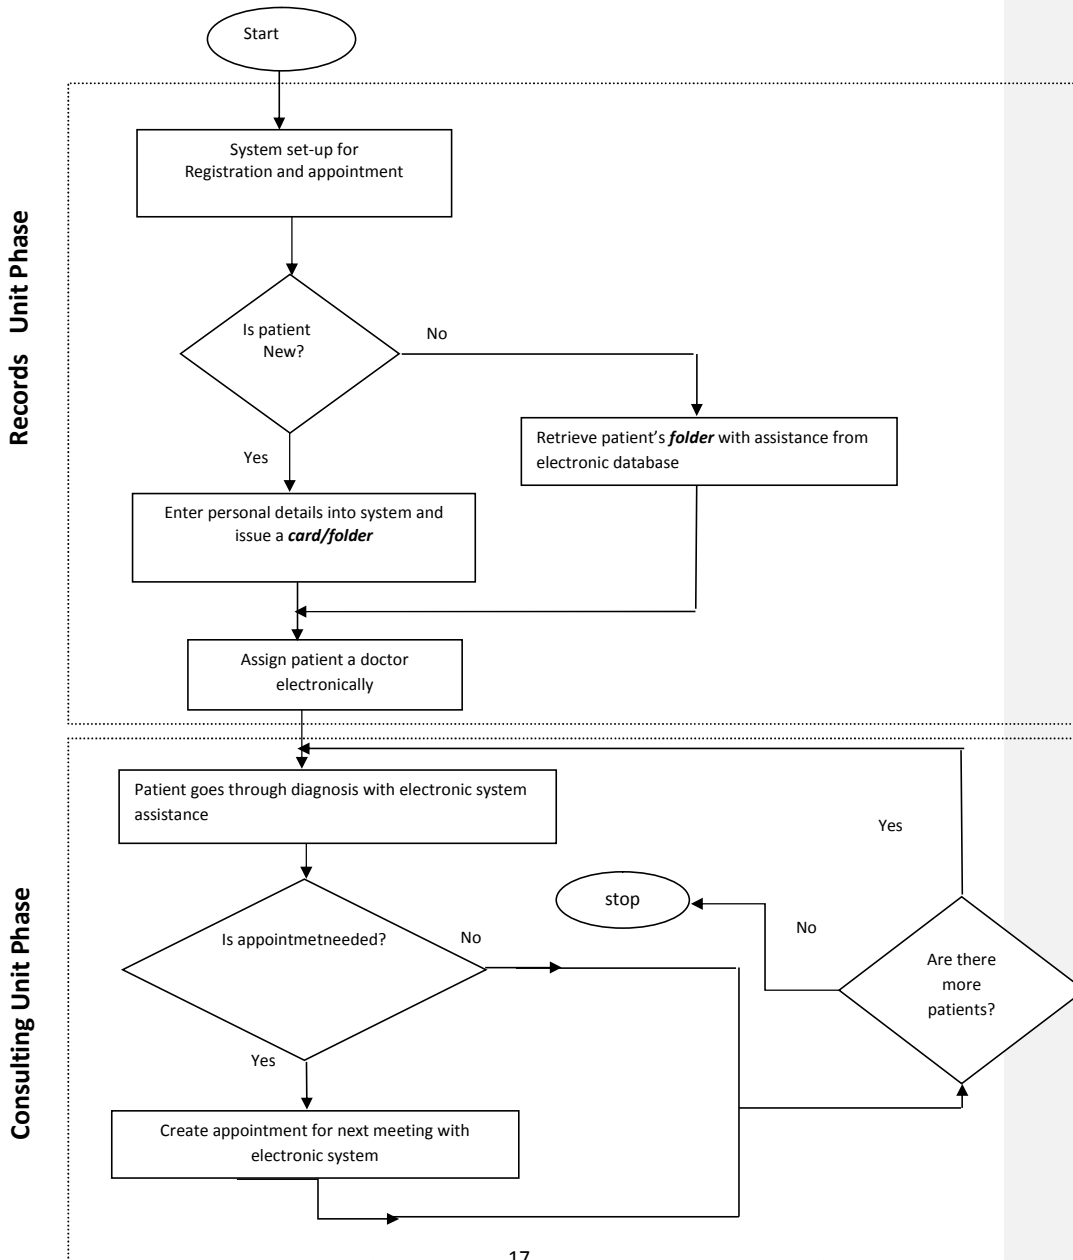 Start
Records Unit Phase
System set-up for
Registration and appointment
Is patient
New?
No
Yes
Retrieve patient’s folder with assistance from
electronic database
Enter personal details into system and
issue a card/folder
Assign patient a doctor
electronically
Consulting Unit Phase
Patient goes through diagnosis with electronic system
assistance
Yes
stop
Is appointmetneeded?
No
No
Are there
more
patients?
Yes
Create appointment for next meeting with
electronic system
17